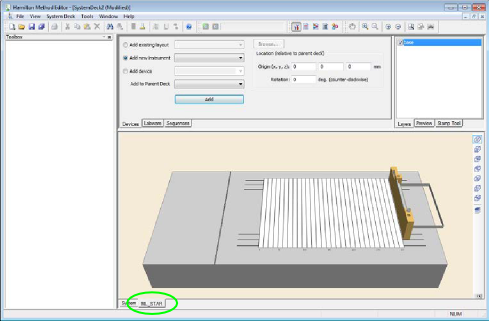 Hamilton Method Editor - [SystemDeck2 (Modified)]
File View System Deck Tools Window Help
Toolbox
Add existing layout
Browse...
Location (relative to parent deck)
Add new instrument
Origin (x, y, z): 0 0 0 mm
Add device
Rotation: 0 deg. (counter-clockwise)
Add to Parent Deck
add
Devices Labware Sequences
Layers Preview Stamp Tool
System ML_STAR
NUM